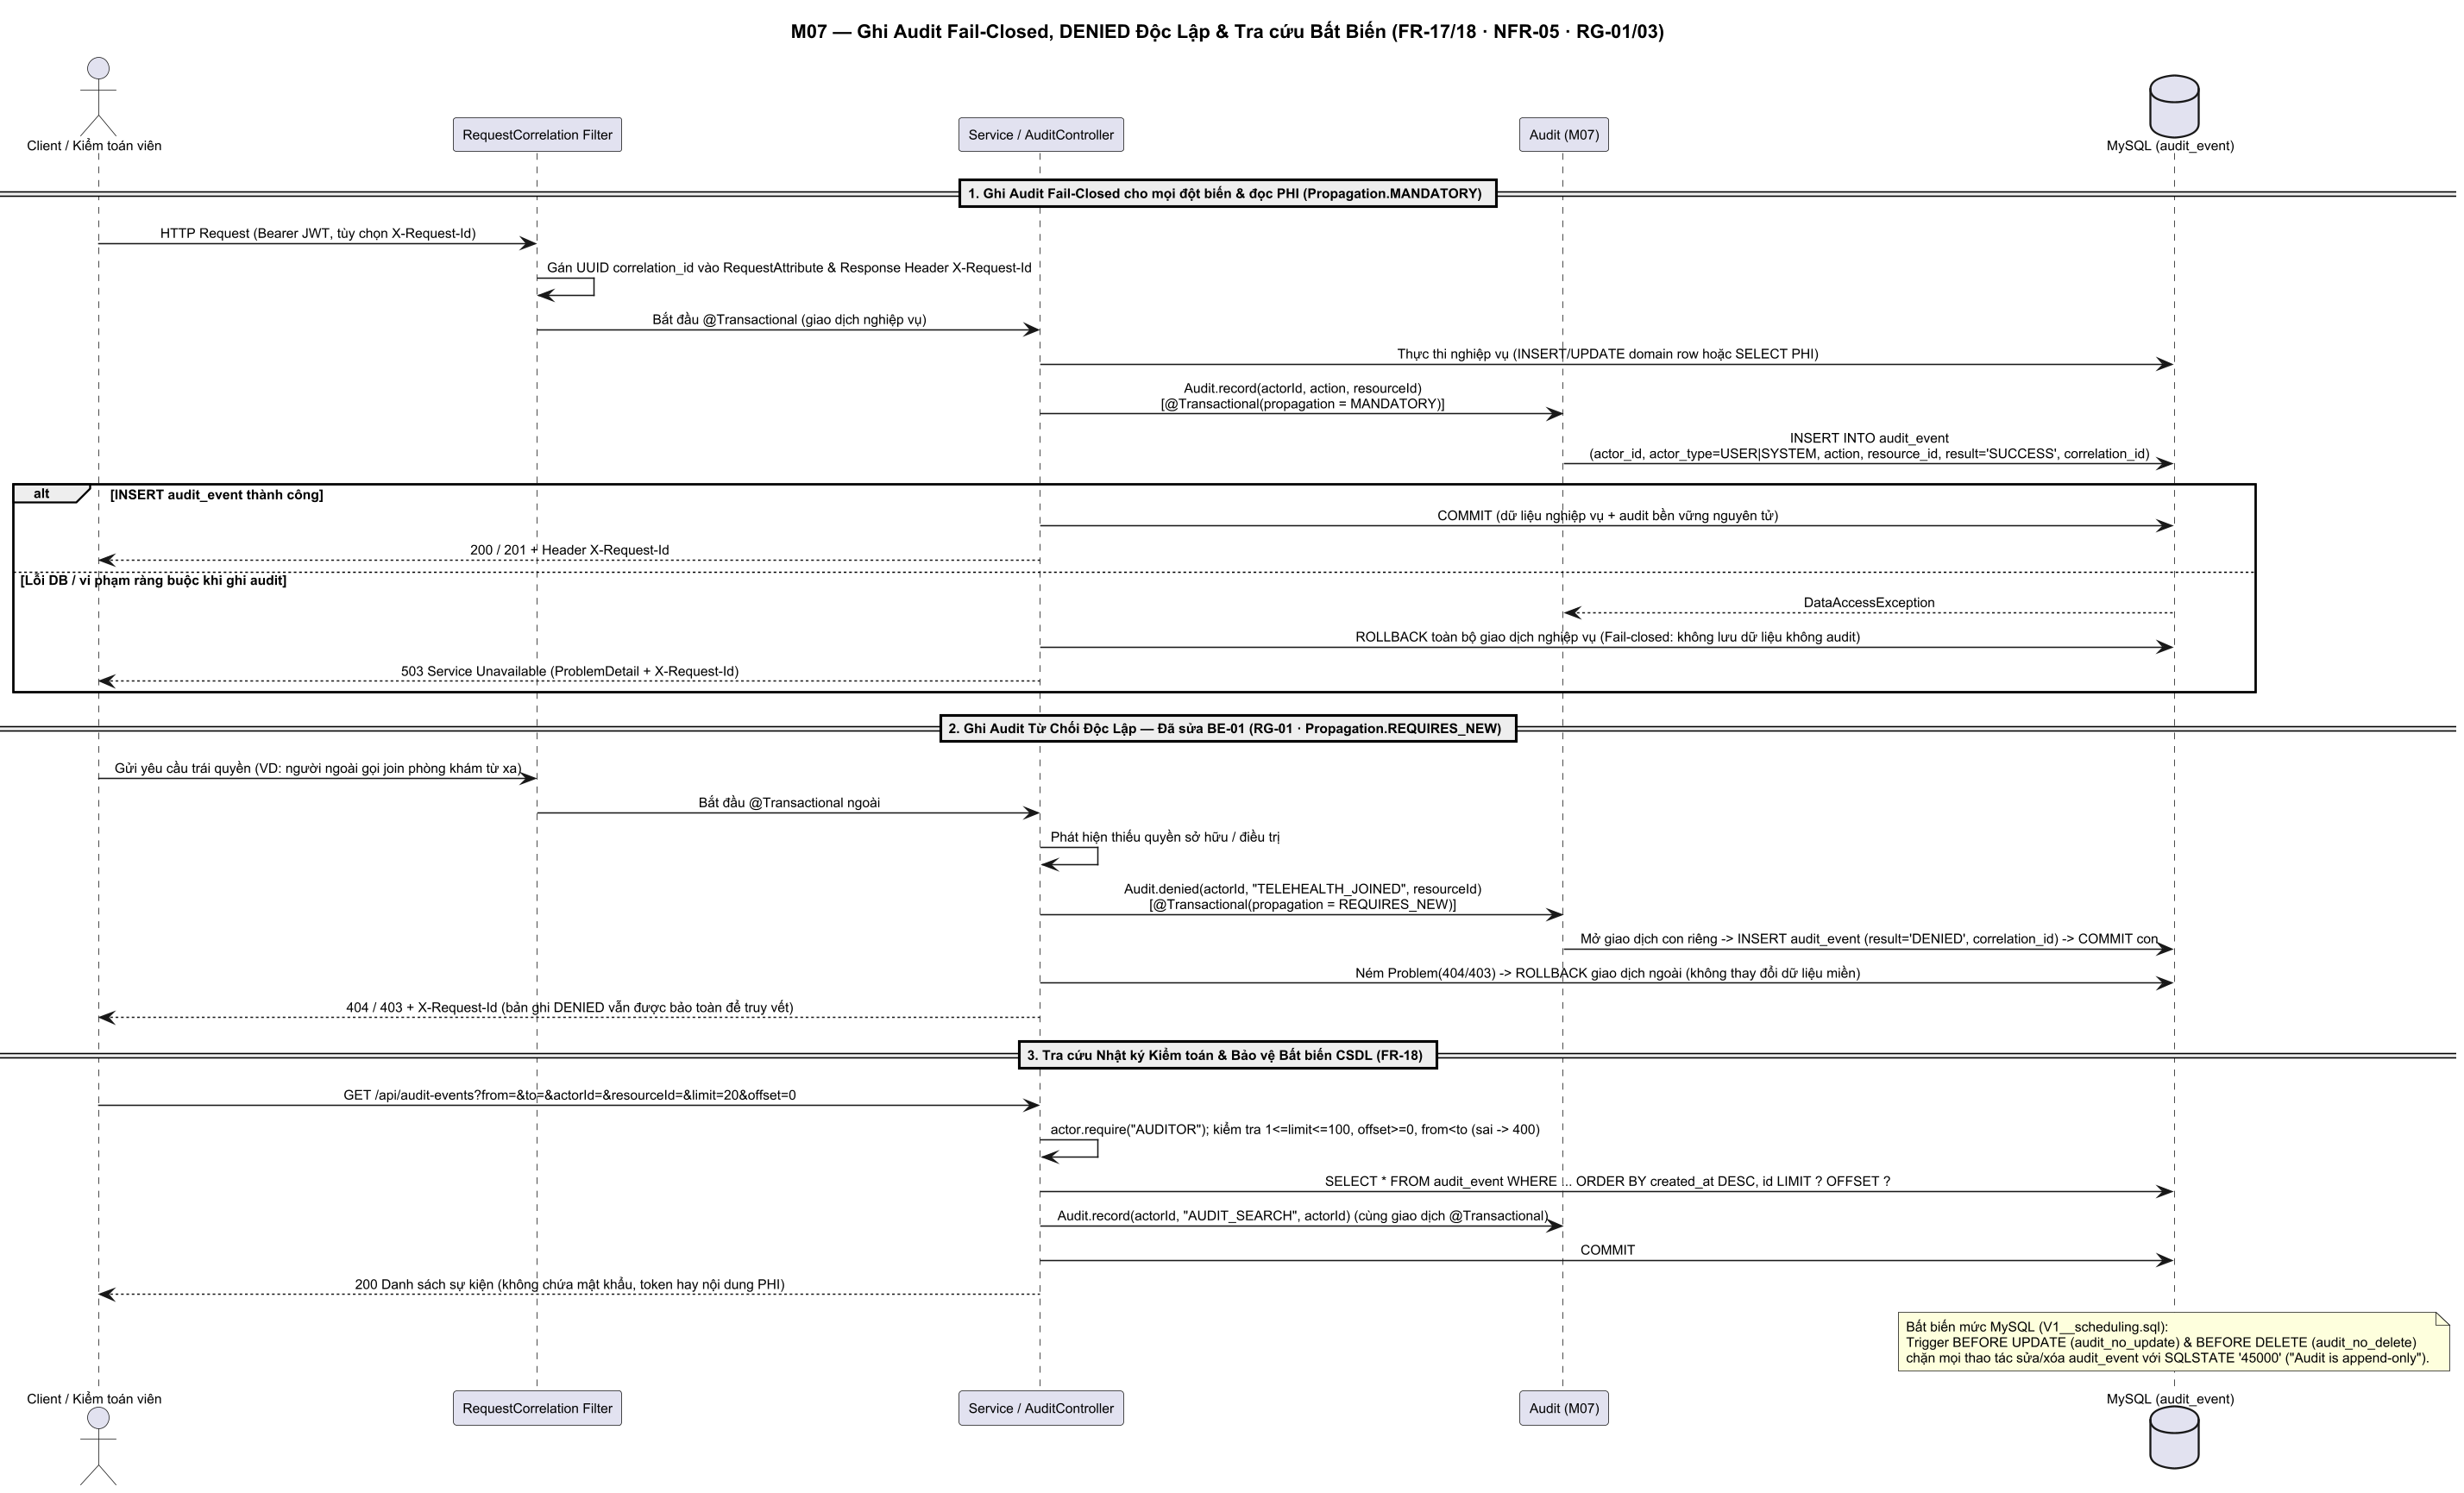 M07 — Ghi Audit Fail-Closed, DENIED Độc Lập & Tra cứu Bất Biến (FR-17/18 · NFR-05 · RG-01/03)
Client / Kiểm toán viên
RequestCorrelation Filter
Service / AuditController
Audit (M07)
MySQL (audit_event)
1. Ghi Audit Fail-Closed cho mọi đột biến & đọc PHI (Propagation.MANDATORY)
HTTP Request (Bearer JWT, tùy chọn X-Request-Id)
Gán UUID correlation_id vào RequestAttribute & Response Header X-Request-Id
Bắt đầu @Transactional (giao dịch nghiệp vụ)
Thực thi nghiệp vụ (INSERT/UPDATE domain row hoặc SELECT PHI)
Audit.record(actorId, action, resourceId)
[@Transactional(propagation = MANDATORY)]
INSERT INTO audit_event
(actor_id, actor_type=USER|SYSTEM, action, resource_id, result='SUCCESS', correlation_id)
alt
[INSERT audit_event thành công]
COMMIT (dữ liệu nghiệp vụ + audit bền vững nguyên tử)
200 / 201 + Header X-Request-Id
[Lỗi DB / vi phạm ràng buộc khi ghi audit]
DataAccessException
ROLLBACK toàn bộ giao dịch nghiệp vụ (Fail-closed: không lưu dữ liệu không audit)
503 Service Unavailable (ProblemDetail + X-Request-Id)
2. Ghi Audit Từ Chối Độc Lập — Đã sửa BE-01 (RG-01 · Propagation.REQUIRES_NEW)
Gửi yêu cầu trái quyền (VD: người ngoài gọi join phòng khám từ xa)
Bắt đầu @Transactional ngoài
Phát hiện thiếu quyền sở hữu / điều trị
Audit.denied(actorId, "TELEHEALTH_JOINED", resourceId)
[@Transactional(propagation = REQUIRES_NEW)]
Mở giao dịch con riêng -> INSERT audit_event (result='DENIED', correlation_id) -> COMMIT con
Ném Problem(404/403) -> ROLLBACK giao dịch ngoài (không thay đổi dữ liệu miền)
404 / 403 + X-Request-Id (bản ghi DENIED vẫn được bảo toàn để truy vết)
3. Tra cứu Nhật ký Kiểm toán & Bảo vệ Bất biến CSDL (FR-18)
GET /api/audit-events?from=&to=&actorId=&resourceId=&limit=20&offset=0
actor.require("AUDITOR"); kiểm tra 1<=limit<=100, offset>=0, from<to (sai -> 400)
SELECT * FROM audit_event WHERE ... ORDER BY created_at DESC, id LIMIT ? OFFSET ?
Audit.record(actorId, "AUDIT_SEARCH", actorId) (cùng giao dịch @Transactional)
COMMIT
200 Danh sách sự kiện (không chứa mật khẩu, token hay nội dung PHI)
Bất biến mức MySQL (V1__scheduling.sql):
Trigger BEFORE UPDATE (audit_no_update) & BEFORE DELETE (audit_no_delete)
chặn mọi thao tác sửa/xóa audit_event với SQLSTATE '45000' ("Audit is append-only").
Client / Kiểm toán viên
RequestCorrelation Filter
Service / AuditController
Audit (M07)
MySQL (audit_event)